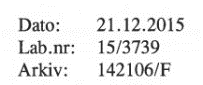 Dato: 21.12.2015
Lab.nr: 15/3739
Arkiv: 142106/F